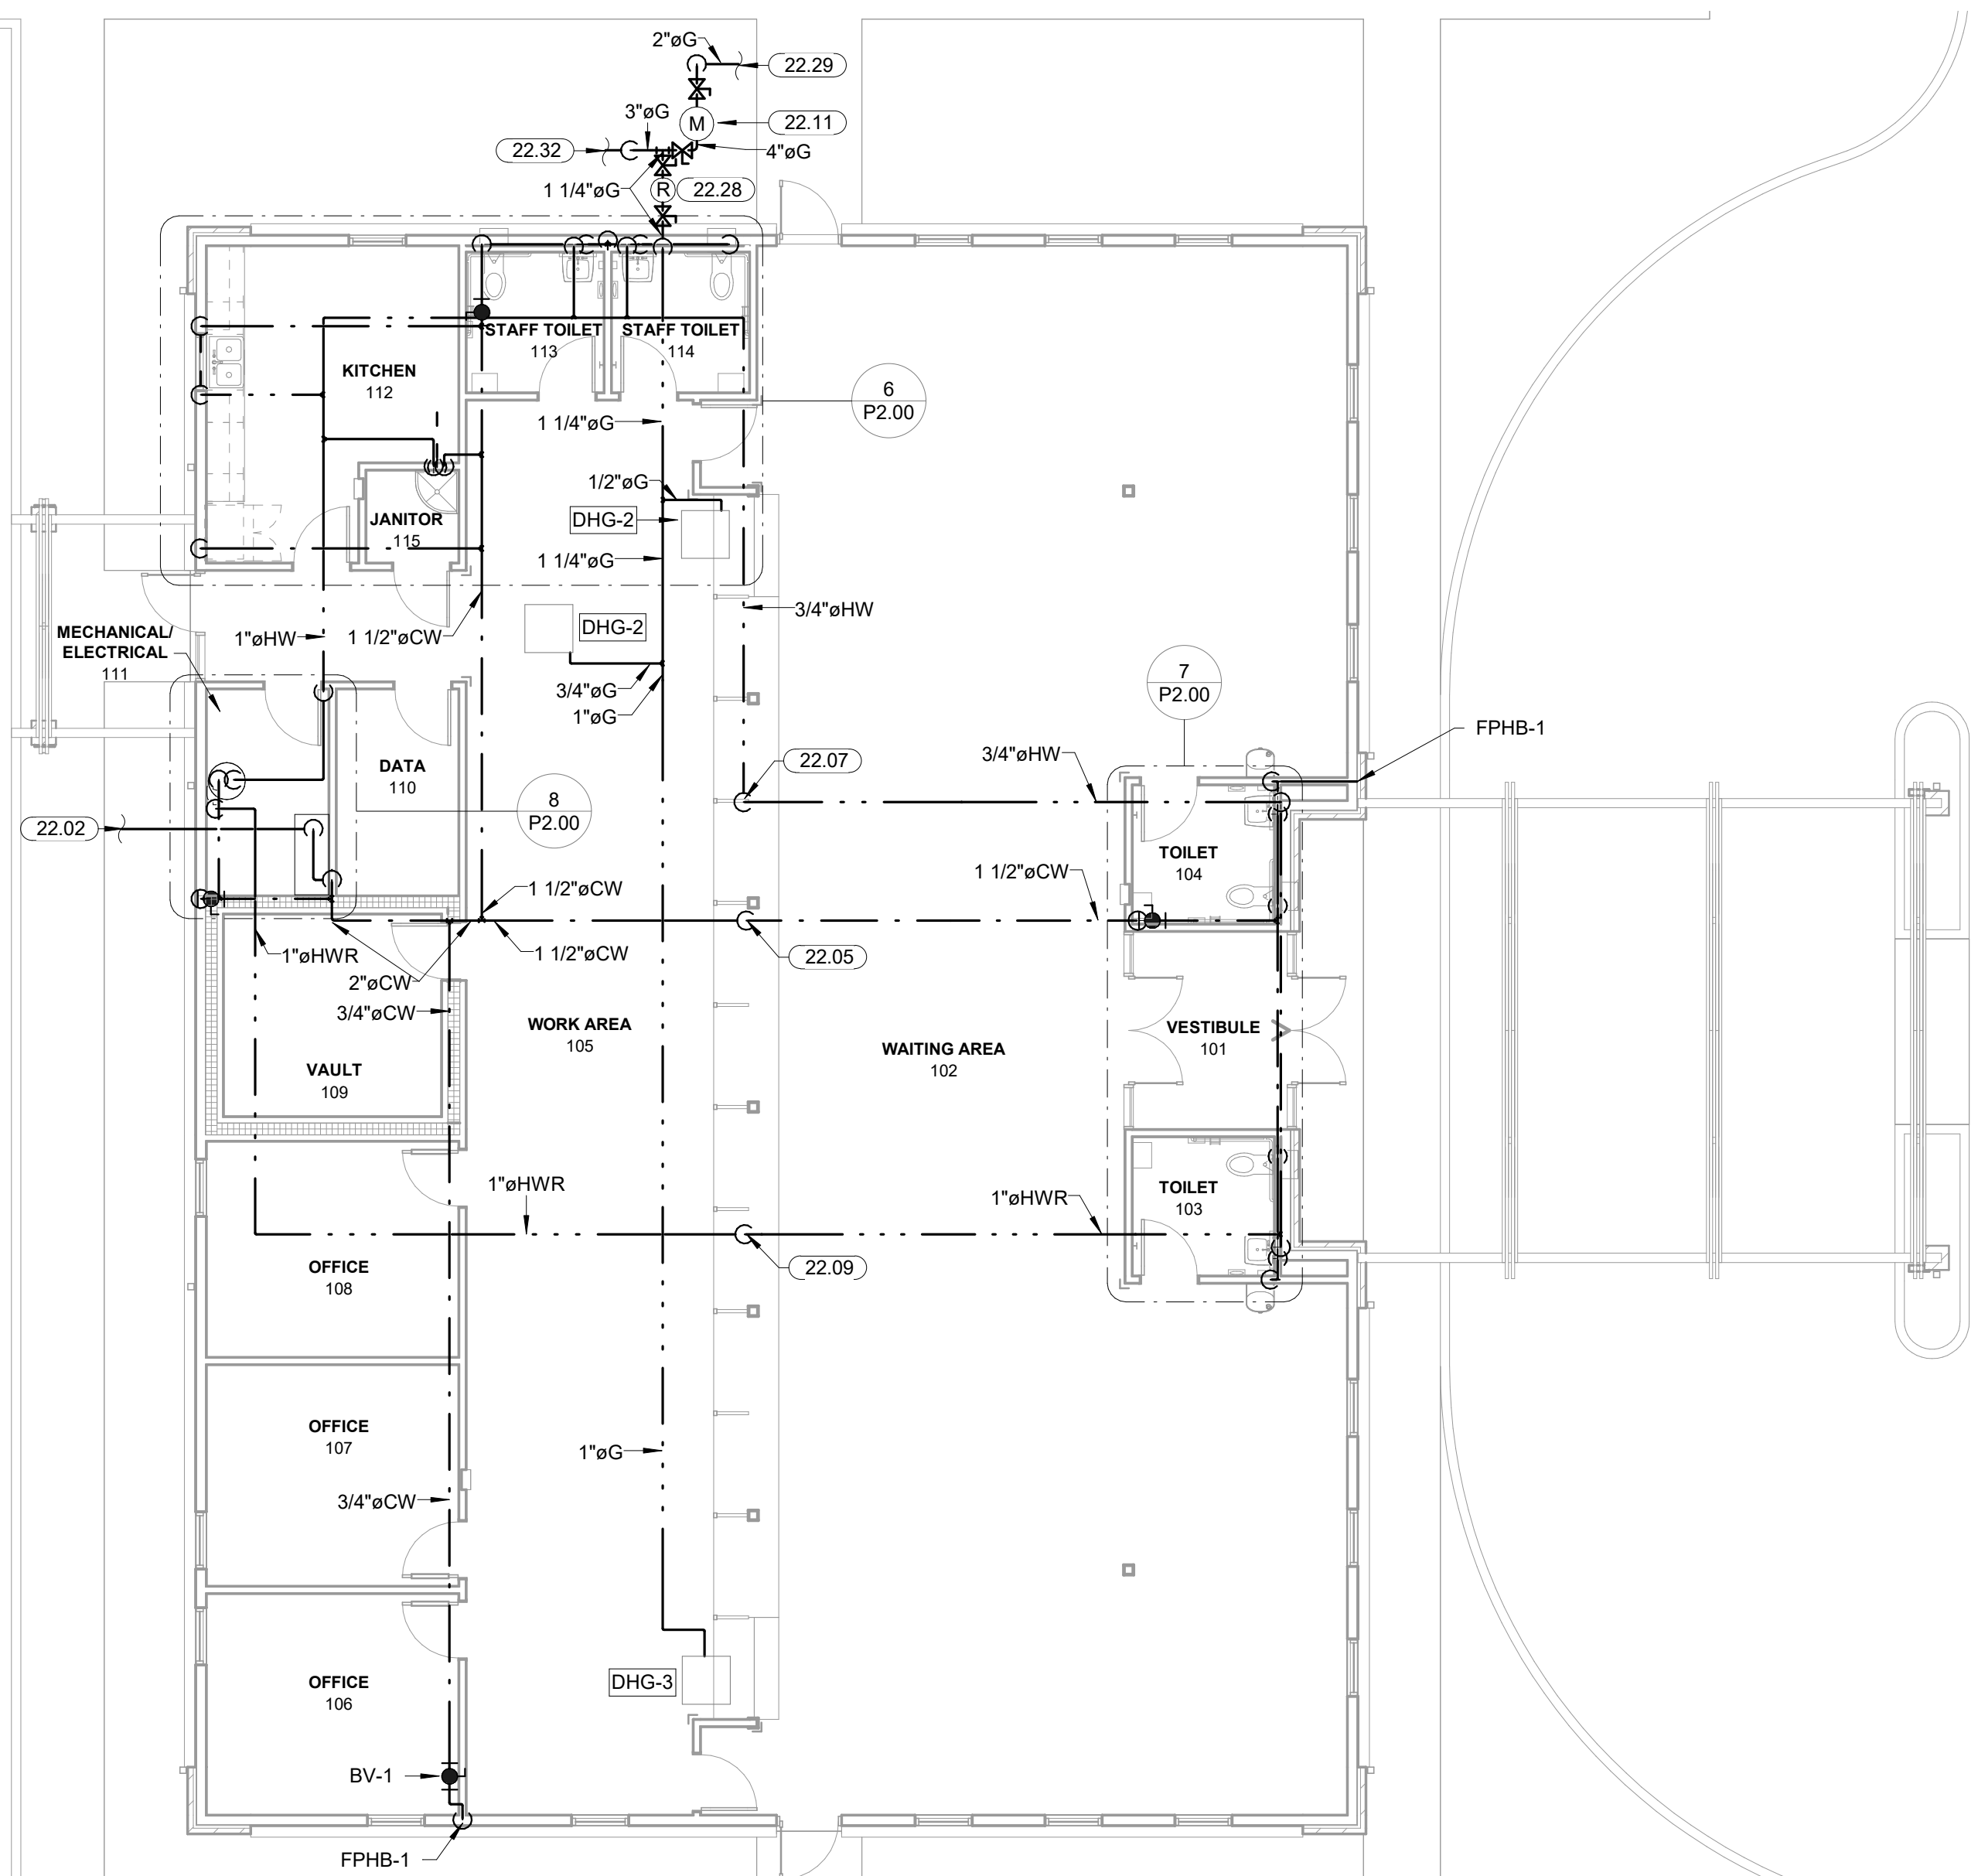 2"øG
22.29
3"øG
M
22.11
22.32
4"øG
1 1/4"øG
R
22.28
STAFF TOILET
113
STAFF TOILET
114
KITCHEN
112
6
P2.00
1 1/4"øG
1/2"øG
DHG-2
JANITOR
115
1 1/4"øG
3/4"øHW
DHG-2
MECHANICAL/
ELECTRICAL
111
1"øHW
1 1/2"øCW
3/4"øG
1"øG
7
P2.00
FPHB-1
DATA
110
22.07
3/4"øHW
8
P2.00
22.02
TOILET
104
1 1/2"øCW
1 1/2"øCW
1"øHWR
1 1/2"øCW
22.05
2"øCW
3/4"øCW
WORK AREA
105
VESTIBULE
101
WAITING AREA
102
VAULT
109
1"øHWR
1"øHWR
TOILET
103
OFFICE
108
22.09
OFFICE
107
1"øG
3/4"øCW
OFFICE
106
DHG-3
BV-1
FPHB-1